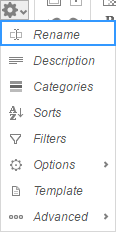 Rename
Description
Categories
Sorts
Filters
Options
Template
Advanced